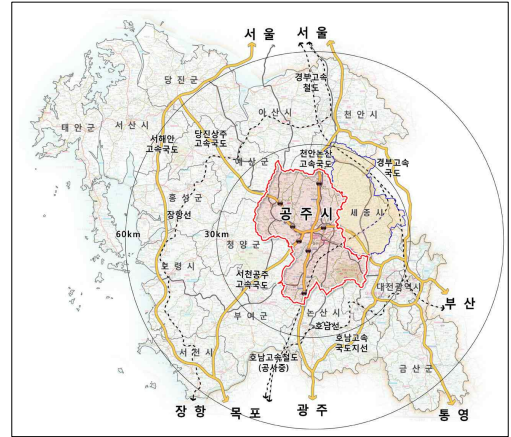 서울
서울
경부고속
철도
당진군
아산시
천안시
서산시
태안군
서해안
고속국도
당진상주
고속국도
천안논산
고속국도
경부고속
국도
예산군
홍성군
장항선
공주시
세종시
60km
30km
청양군
보령시
서천공주
고속국도
대전광역시
부산
부여군
논산시
호남선
서천시
호남고속철도
(공사중)
호남고속
국도지선
금산군
장항
목포
광주
통영